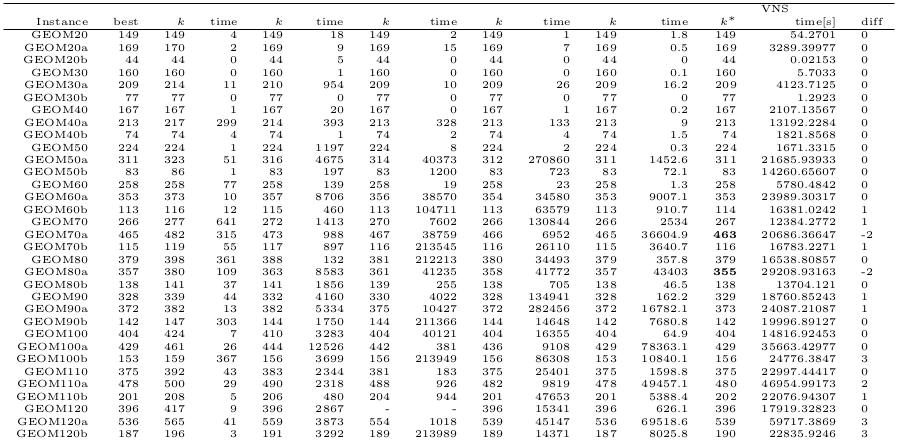 VNS
Instance best k time k time k time k time k time k* time[s] diff
GEOM20 149 149 4 149 18 149 2 149 1 149 1.8 149 54.2701 0
GEOM20a 169 170 2 169 9 169 15 169 7 169 0.5 169 3289.39977 0
GEOM20b 44 44 0 44 5 44 0 44 0 44 0 44 0.02153 0
GEOM30 160 160 0 160 1 160 0 160 0 160 0.1 160 5.7033 0
GEOM30a 209 214 11 210 954 209 10 209 26 209 16.2 209 4123.7125 0
GEOM30b 77 77 0 77 0 77 0 77 0 77 0 77 1.2923 0
GEOM40 167 167 1 167 20 167 0 167 1 167 0.2 167 2107.13567 0
GEOM40a 213 217 299 214 393 213 328 213 133 213 9 213 13192.2284 0
GEOM40b 74 74 4 74 1 74 2 74 4 74 1.5 74 1821.8568 0
GEOM50 224 224 1 224 1197 224 8 224 2 224 0.3 224 1671.3315 0
GEOM50a 311 323 51 316 4675 314 40373 312 270860 311 1452.6 311 21685.93933 0
GEOM50b 83 86 1 83 197 83 1200 83 723 83 72.1 83 14260.65607 0
GEOM60 258 258 77 258 139 258 19 258 23 258 1.3 258 5780.4842 0
GEOM60a 353 373 10 357 8706 356 38570 354 34580 353 9007.1 353 23989.30317 0
GEOM60b 113 116 12 115 460 113 104711 113 63579 113 910.7 114 16381.0242 1
GEOM70 266 277 641 272 1413 270 7602 266 130844 266 2534 267 12384.2772 1
GEOM70a 465 482 315 473 988 467 38759 466 6952 465 36604.9 463 20686.36647 -2
GEOM70b 115 119 55 117 897 116 213545 116 26110 115 3640.7 116 16783.2271 1
GEOM80 379 398 361 388 132 381 212213 380 34493 379 357.8 379 16538.80857 0
GEOM80a 357 380 109 363 8583 361 41235 358 41772 357 43403 355 29208.93163 -2
GEOM80b 138 141 37 141 1856 139 255 138 705 138 46.5 138 13704.121 0
GEOM90 328 339 44 332 4160 330 4022 328 134941 328 162.2 329 18760.85243 1
GEOM90a 372 382 13 382 5334 375 10427 372 282456 372 16782.1 373 24087.21087 1
GEOM90b 142 147 303 144 1750 144 211366 144 14648 142 7680.8 142 19996.89127 0
GEOM100 404 424 7 410 3283 404 40121 404 16355 404 64.9 404 14816.92453 0
GEOM100a 429 461 26 444 12526 442 381 436 9108 429 78363.1 429 35663.42977 0
GEOM100b 153 159 367 156 3699 156 213949 156 86308 153 10840.1 156 24776.3847 3
GEOM110 375 392 43 383 2344 381 183 375 25401 375 1598.8 375 22997.44417 0
GEOM110a 478 500 29 490 2318 488 926 482 9819 478 49457.1 480 46954.99173 2
GEOM110b 201 208 5 206 480 204 944 201 47653 201 5388.4 202 22076.94307 1
GEOM120 396 417 9 396 2867 - - 396 15341 396 626.1 396 17919.32823 0
GEOM120a 536 565 41 559 3873 554 1018 539 45147 536 69518.6 539 59717.3869 3
GEOM120b 187 196 3 191 3292 189 213989 189 14371 187 8025.8 190 22835.9246 3